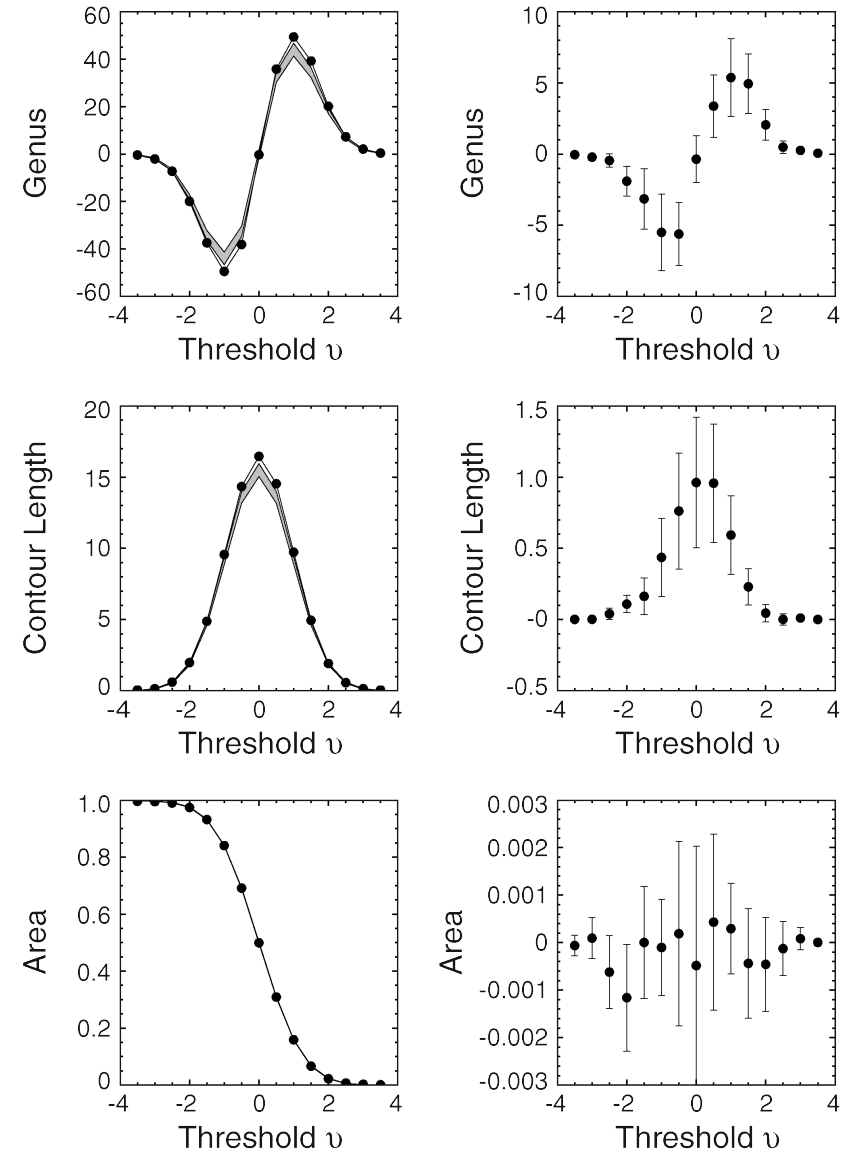 60
40
20
0
-20
-40
-60
Genus
-4 -2 0 2 4
Threshold υ
10
5
0
-5
-10
Genus
-4 -2 0 2 4
Threshold υ
20
15
10
5
0
Contour Length
-4 -2 0 2 4
Threshold υ
1.5
1.0
0.5
-0
-0.5
Contour Length
-4 -2 0 2 4
Threshold υ
1.0
0.8
0.6
0.4
0.2
0
Area
-4 -2 0 2 4
Threshold υ
0.003
0.002
0.001
0
-0.001
-0.002
-0.003
Area
-4 -2 0 2 4
Threshold υ